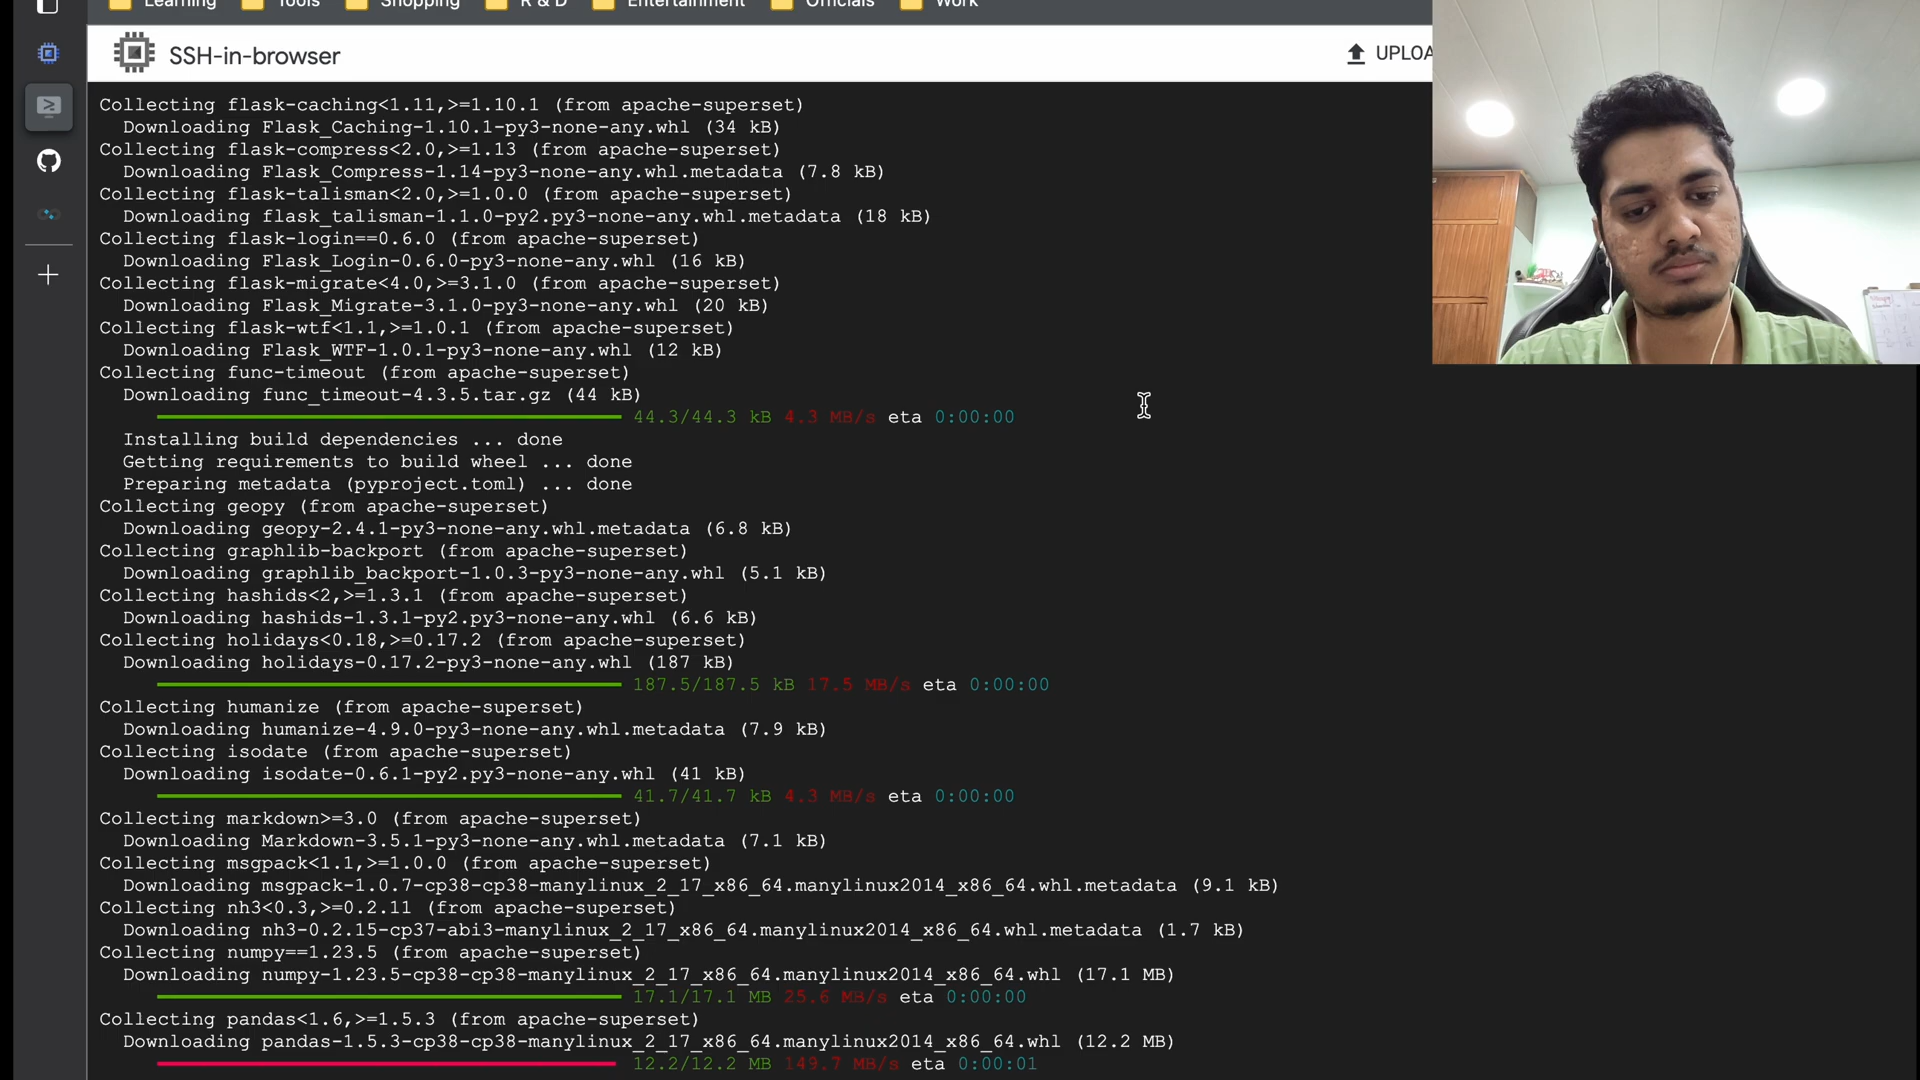 Learning
Tools
Shopping
R & D
Entertainment
Officials
Work
SSH-in-browser
UPLOA
Collecting flask-caching<1.11,>=1.10.1 (from apache-superset)
Downloading Flask_Caching-1.10.1-py3-none-any.whl (34 kB)
Collecting flask-compress<2.0,>=1.13 (from apache-superset)
Downloading Flask_Compress-1.14-py3-none-any.whl.metadata (7.8 kB)
Collecting flask-talisman<2.0,>=1.0.0 (from apache-superset)
Downloading flask_talisman-1.1.0-py2.py3-none-any.whl.metadata (18 kB)
Collecting flask-login==0.6.0 (from apache-superset)
Downloading Flask_Login-0.6.0-py3-none-any.whl (16 kB)
Collecting flask-migrate<4.0,>=3.1.0 (from apache-superset)
Downloading Flask_Migrate-3.1.0-py3-none-any.whl (20 kB)
Collecting flask-wtf<1.1,>=1.0.1 (from apache-superset)
Downloading Flask_WTF-1.0.1-py3-none-any.whl (12 kB)
Collecting func-timeout (from apache-superset)
Downloading func_timeout-4.3.5.tar.gz (44 kB)
44.3/44.3 kB 4.3 MB/s eta 0:00:00
Installing build dependencies ... done
Getting requirements to build wheel ... done
Preparing metadata (pyproject.toml) ... done
Collecting geopy (from apache-superset)
Downloading geopy-2.4.1-py3-none-any.whl.metadata (6.8 kB)
Collecting graphlib-backport (from apache-superset)
Downloading graphlib_backport-1.0.3-py3-none-any.whl (5.1 kB)
Collecting hashids<2,>=1.3.1 (from apache-superset)
Downloading hashids-1.3.1-py2.py3-none-any.whl (6.6 kB)
Collecting holidays<0.18,>=0.17.2 (from apache-superset)
Downloading holidays-0.17.2-py3-none-any.whl (187 kB)
187.5/187.5 kB 17.5 MB/s eta 0:00:00
Collecting humanize (from apache-superset)
Downloading humanize-4.9.0-py3-none-any.whl.metadata (7.9 kB)
Collecting isodate (from apache-superset)
Downloading isodate-0.6.1-py2.py3-none-any.whl (41 kB)
41.7/41.7 kB 4.3 MB/s eta 0:00:00
Collecting markdown>=3.0 (from apache-superset)
Downloading Markdown-3.5.1-py3-none-any.whl.metadata (7.1 kB)
Collecting msgpack<1.1,>=1.0.0 (from apache-superset)
Downloading msgpack-1.0.7-cp38-cp38-manylinux_2_17_x86_64.manylinux2014_x86_64.whl.metadata (9.1 kB)
Collecting nh3<0.3,>=0.2.11 (from apache-superset)
Downloading nh3-0.2.15-cp37-abi3-manylinux_2_17_x86_64.manylinux2014_x86_64.whl.metadata (1.7 kB)
Collecting numpy==1.23.5 (from apache-superset)
Downloading numpy-1.23.5-cp38-cp38-manylinux_2_17_x86_64.manylinux2014_x86_64.whl (17.1 MB)
17.1/17.1 MB 25.6 MB/s eta 0:00:00
Collecting pandas<1.6,>=1.5.3 (from apache-superset)
Downloading pandas-1.5.3-cp38-cp38-manylinux_2_17_x86_64.manylinux2014_x86_64.whl (12.2 MB)
12.2/12.2 MB 149.7 MB/s eta 0:00:01